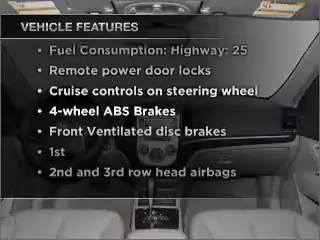 VEHICLE FEATURES
• Fuel Consumption: Highway: 25
• Remote power door locks
• Cruise controls on steering wheel
• 4-wheel ABS Brakes
• Front Ventilated disc brakes
• 1st
• 2nd and 3rd row head airbags